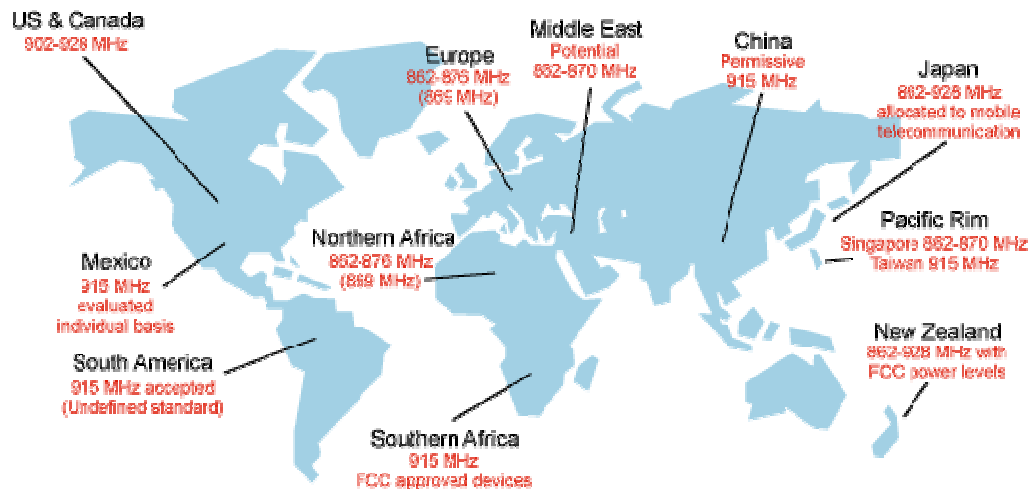 US & Canada
902-928 MHz
Europe
862-876 MHz
(869 MHz)
Middle East
Potential
862-870 MHz
China
Permissive
915 MHz
Japan
862-928 MHz
allocated to mobile
telecommunication
Northern Africa
862-876 MHz
(869 MHz)
Pacific Rim
Singapore 862-870 MHz
Taiwan 915 MHz
Mexico
915 MHz
evaluated
individual basis
New Zealand
862-928 MHz with
FCC power levels
South America
915 MHz accepted
(Undefined standard)
Southern Africa
915 MHz
FCC approved devices